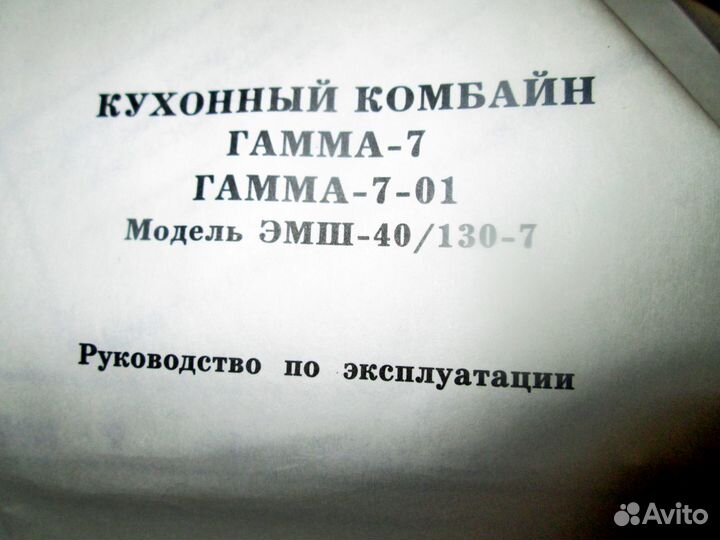 КУХОННЫЙ КОМБАЙН
ГАММА-7
ГАММА-7-01
Модель ЭМШ-40/130-7
Руководство по эксплуатации
Avito